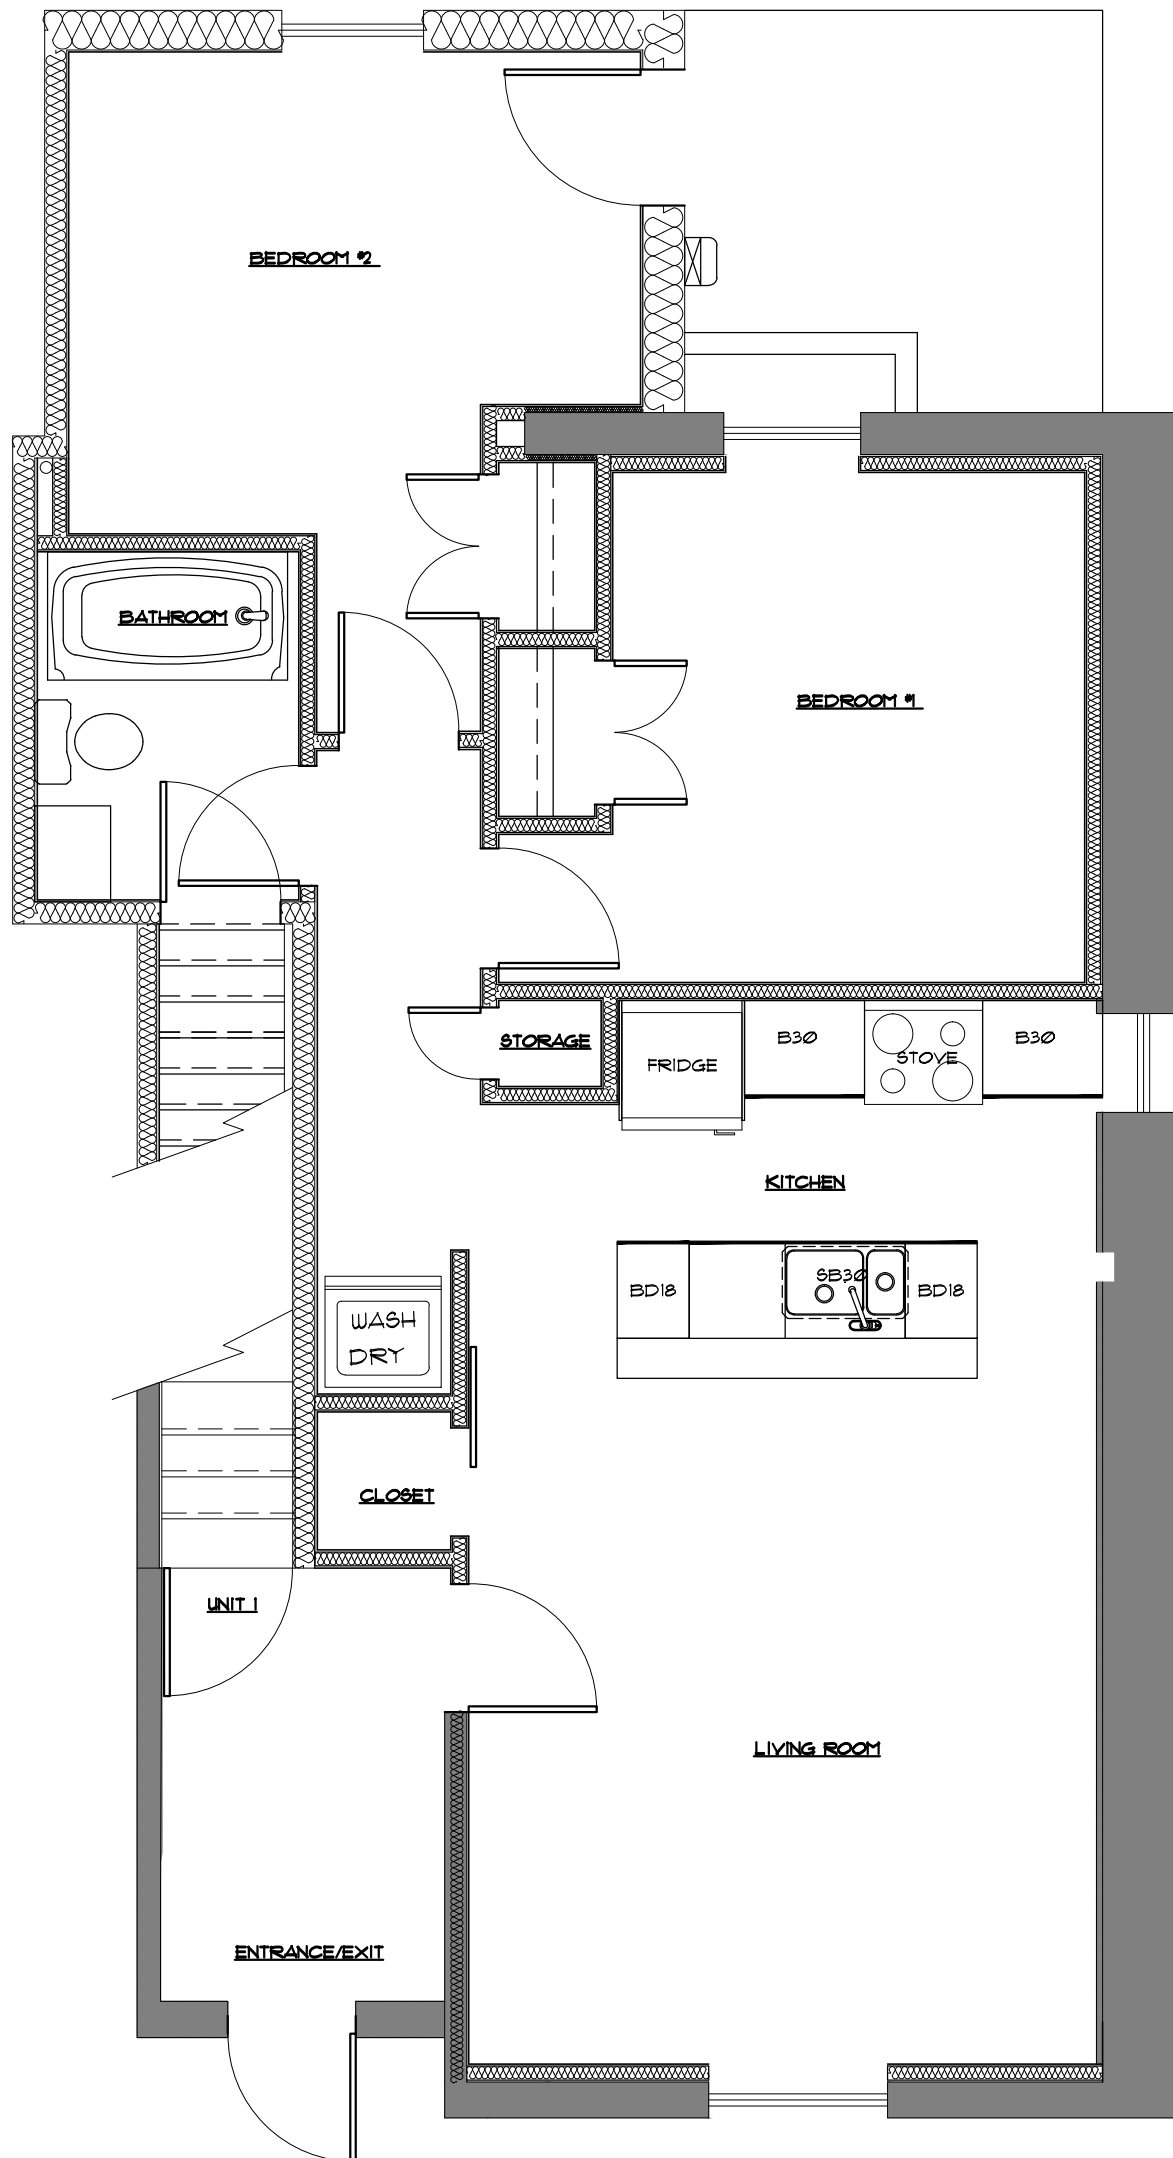 BEDROOM #2
BATHROOM
BEDROOM #1
STORAGE
FRIDGE
B30
STOVE
B30
KITCHEN
BD18
SB30
BD18
WASH
DRY
CLOSET
UNIT 1
LIVING ROOM
ENTRANCE/EXIT